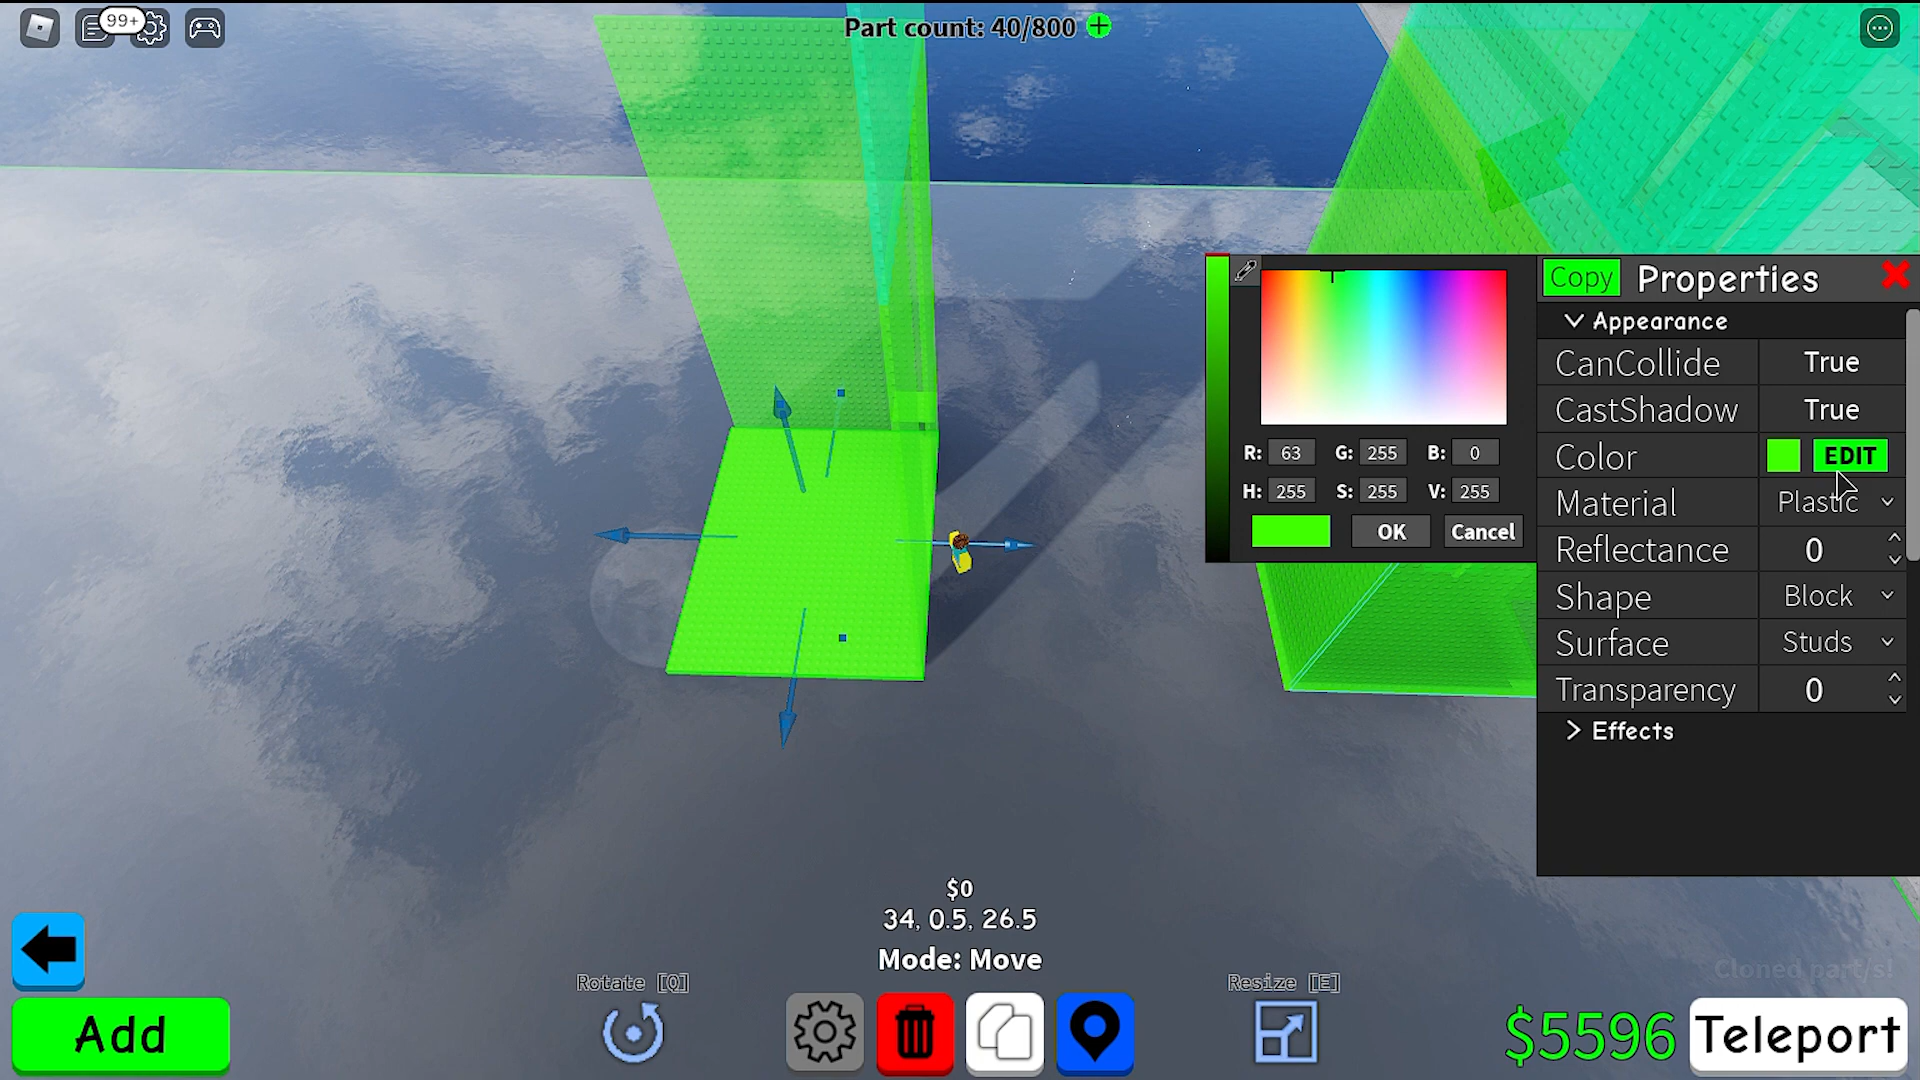 99+
Part count: 40/800
Copy Properties
Appearance
CanCollide True
CastShadow True
Color EDIT
Material Plastic
Reflectance 0
Shape Block
Surface Studs
Transparency 0
Effects
R: 63 G: 255 B: 0
H: 255 S: 255 V: 255
OK Cancel
$0
34, 0.5, 26.5
Mode: Move
Rotate [Q]
Resize [E]
Cloned part/s!
Add
$5596
Teleport